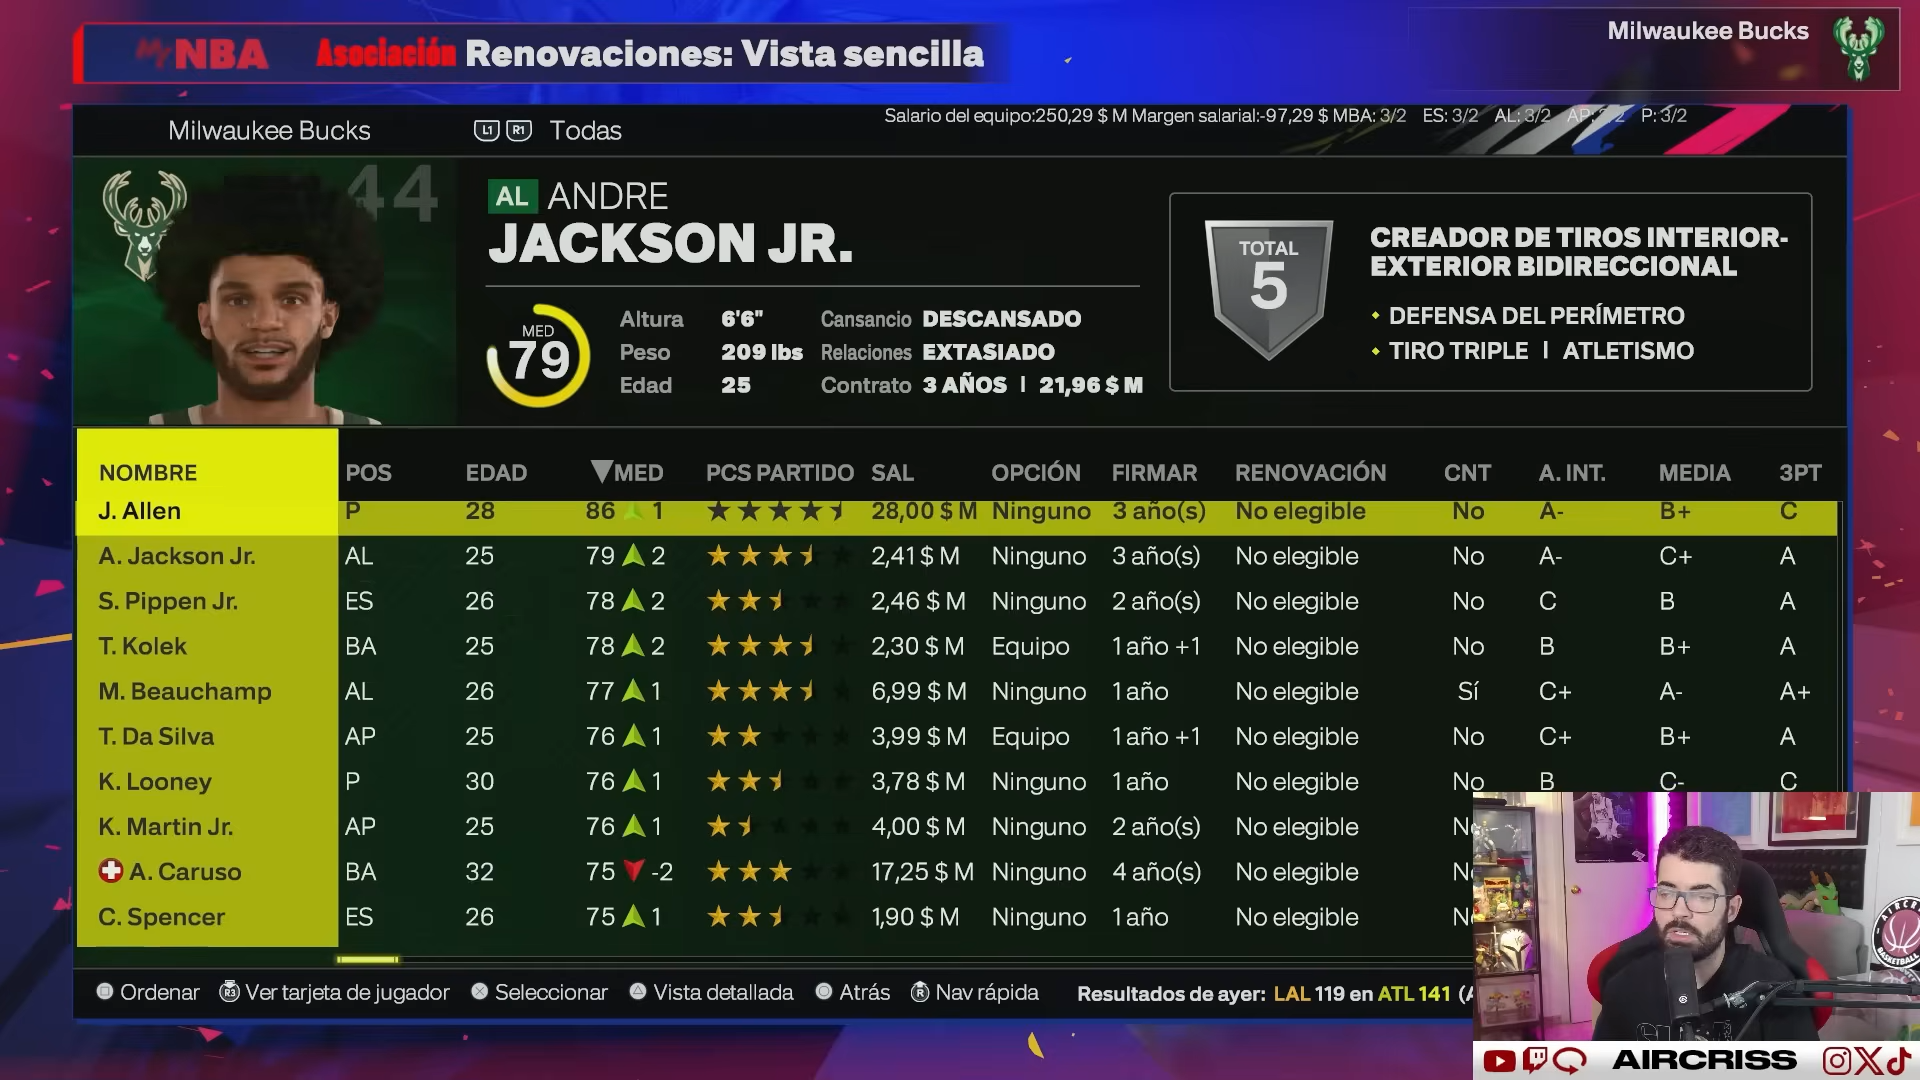 MyNBA Asociación Renovaciones: Vista sencilla
Milwaukee Bucks
Milwaukee Bucks L1 R1 Todas
Salario del equipo:250,29 $ M Margen salarial:-97,29 $ MBA: 3/2 ES: 3/2 AL: 3/2 AP: P: 3/2
44
AL ANDRE
JACKSON JR.
MED
79
Altura 6'6" Cansancio DESCANSADO
Peso 209 lbs Relaciones EXTASIADO
Edad 25 Contrato 3 AÑOS | 21,96 $ M
TOTAL
5
CREADOR DE TIROS INTERIOR-
EXTERIOR BIDIRECCIONAL
DEFENSA DEL PERÍMETRO
TIRO TRIPLE | ATLETISMO
NOMBRE POS EDAD MED PCS PARTIDO SAL OPCIÓN FIRMAR RENOVACIÓN CNT A. INT. MEDIA 3PT
J. Allen P 28 86 1 28,00 $ M Ninguno 3 año(s) No elegible No A- B+ C
A. Jackson Jr. AL 25 79 2 2,41 $ M Ninguno 3 año(s) No elegible No A- C+ A
S. Pippen Jr. ES 26 78 2 2,46 $ M Ninguno 2 año(s) No elegible No C B A
T. Kolek BA 25 78 2 2,30 $ M Equipo 1 año +1 No elegible No B B+ A
M. Beauchamp AL 26 77 1 6,99 $ M Ninguno 1 año No elegible Sí C+ A- A+
T. Da Silva AP 25 76 1 3,99 $ M Equipo 1 año +1 No elegible No C+ B+ A
K. Looney P 30 76 1 3,78 $ M Ninguno 1 año No elegible No B C- C
K. Martin Jr. AP 25 76 1 4,00 $ M Ninguno 2 año(s) No elegible
A. Caruso BA 32 75 -2 17,25 $ M Ninguno 4 año(s) No elegible
C. Spencer ES 26 75 1 1,90 $ M Ninguno 1 año No elegible
Ordenar R3 Ver tarjeta de jugador Seleccionar Vista detallada Atrás R Nav rápida Resultados de ayer: LAL 119 en ATL 141 (
AIRCRISS